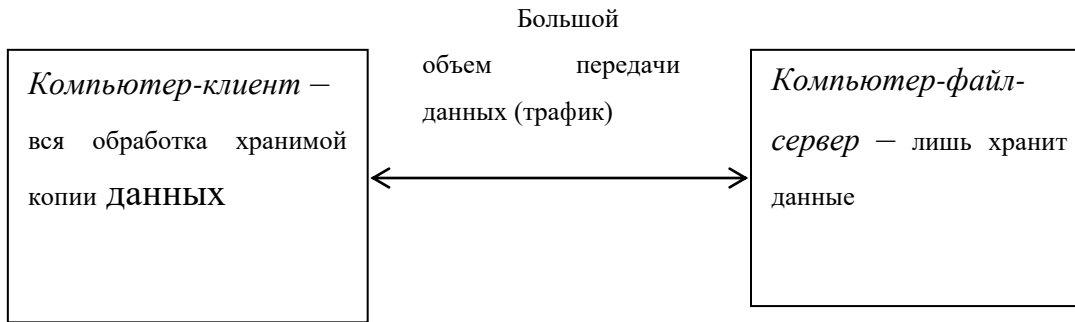 Большой
объем передачи
данных (трафик)
Компьютер-клиент –
вся обработка хранимой
копии данных
Компьютер-файл-
сервер – лишь хранит
данные